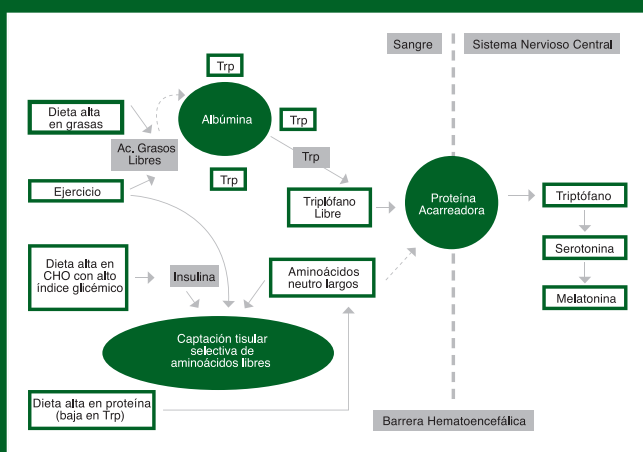 Sangre
Sistema Nervioso Central
Trp
Dieta alta
en grasas
Albúmina
Trp
Ac. Grasos
Libres
Trp
Trp
Ejercicio
Triplófano
Libre
Proteína
Acarreadora
Triptófano
Serotonina
Dieta alta en
CHO con alto
índice glicémico
Insulina
Aminoácidos
neutro largos
Melatonina
Captación tisular
selectiva de
aminoácidos libres
Dieta alta en proteína
(baja en Trp)
Barrera Hematoencefálica